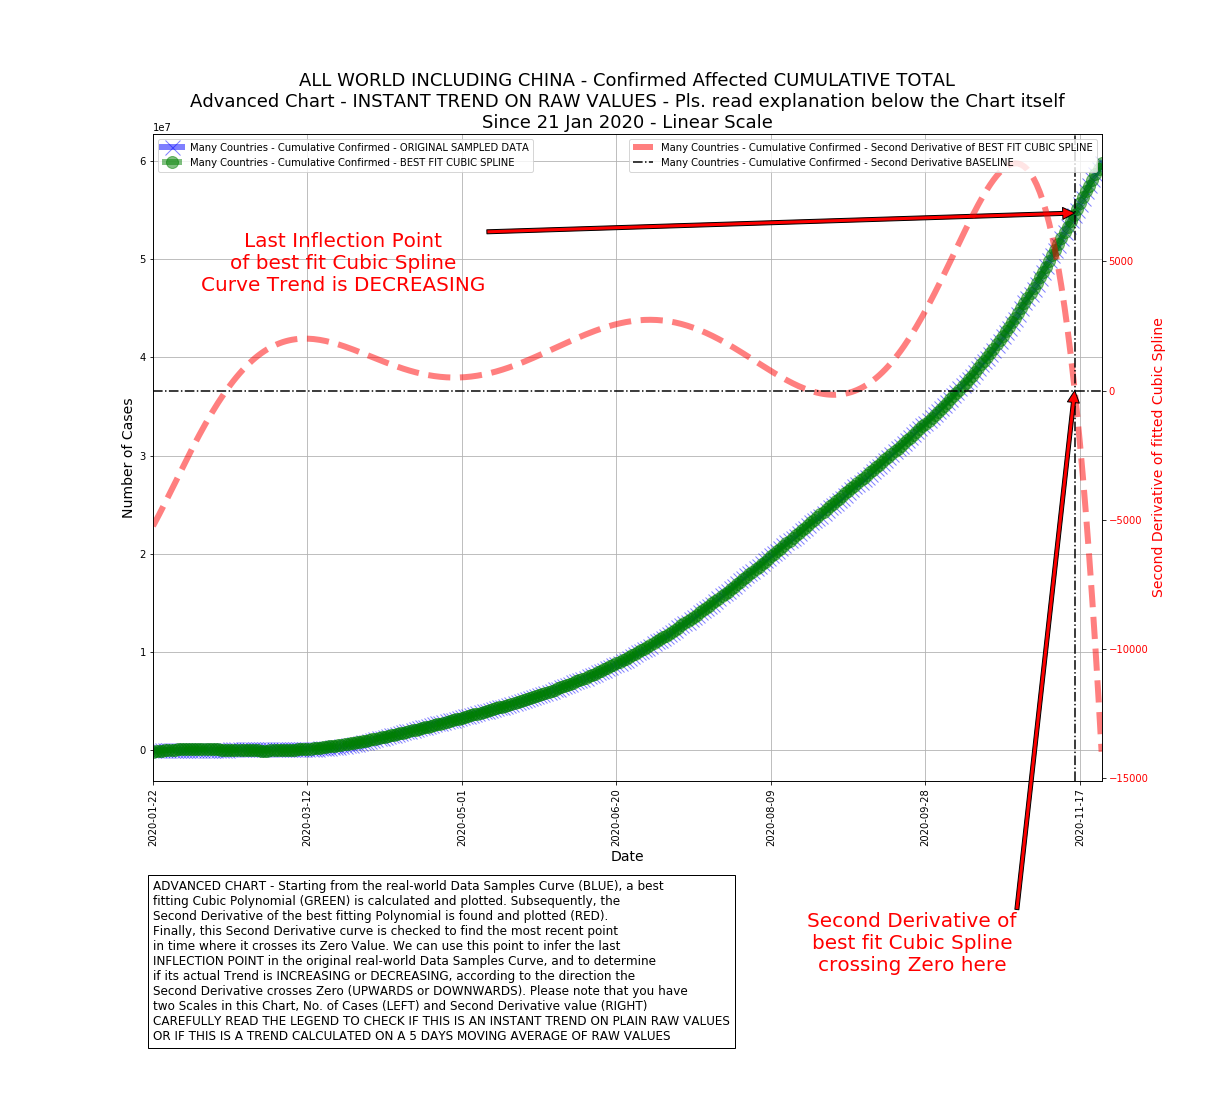 ALL WORLD INCLUDING CHINA - Confirmed Affected CUMULATIVE TOTAL
Advanced Chart - INSTANT TREND ON RAW VALUES - Pls. read explanation below the Chart itself
Since 21 Jan 2020 - Linear Scale
1e7
Many Countries - Cumulative Confirmed - ORIGINAL SAMPLED DATA
Many Countries - Cumulative Confirmed - BEST FIT CUBIC SPLINE
Many Countries - Cumulative Confirmed - Second Derivative of BEST FIT CUBIC SPLINE
Many Countries - Cumulative Confirmed - Second Derivative BASELINE
Last Inflection Point
of best fit Cubic Spline
Curve Trend is DECREASING
6
5
4
3
2
1
0
Number of Cases
5000
0
−5000
−10000
−15000
Second Derivative of fitted Cubic Spline
2020-01-22
2020-03-12
2020-05-01
2020-06-20
2020-08-09
2020-09-28
2020-11-17
Date
ADVANCED CHART - Starting from the real-world Data Samples Curve (BLUE), a best
fitting Cubic Polynomial (GREEN) is calculated and plotted. Subsequently, the
Second Derivative of the best fitting Polynomial is found and plotted (RED).
Finally, this Second Derivative curve is checked to find the most recent point
in time where it crosses its Zero Value. We can use this point to infer the last
INFLECTION POINT in the original real-world Data Samples Curve, and to determine
if its actual Trend is INCREASING or DECREASING, according to the direction the
Second Derivative crosses Zero (UPWARDS or DOWNWARDS). Please note that you have
two Scales in this Chart, No. of Cases (LEFT) and Second Derivative value (RIGHT)
CAREFULLY READ THE LEGEND TO CHECK IF THIS IS AN INSTANT TREND ON PLAIN RAW VALUES
OR IF THIS IS A TREND CALCULATED ON A 5 DAYS MOVING AVERAGE OF RAW VALUES
Second Derivative of
best fit Cubic Spline
crossing Zero here